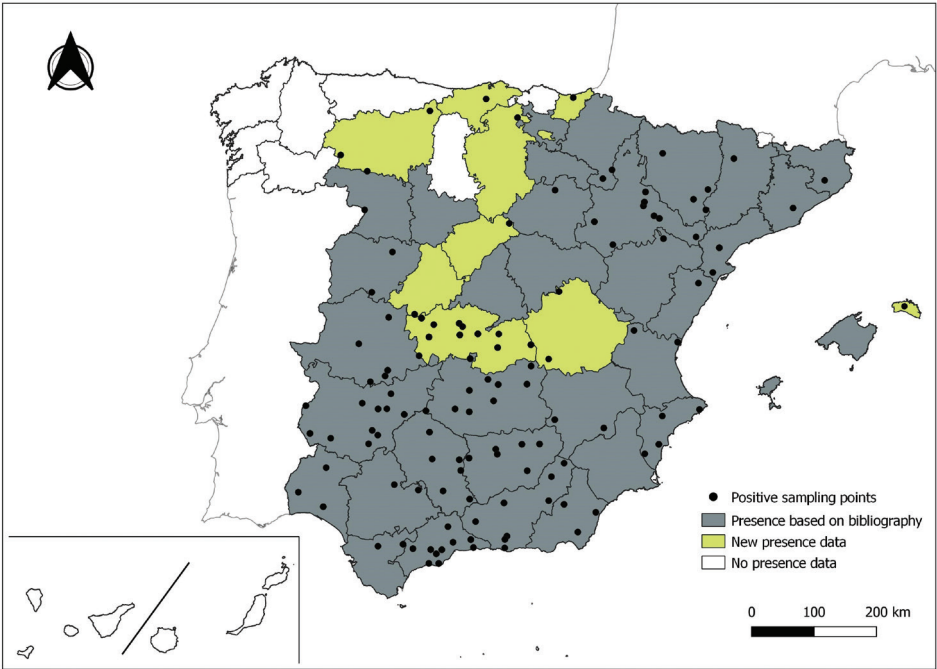 Positive sampling points
Presence based on bibliography
New presence data
No presence data
0 100 200 km